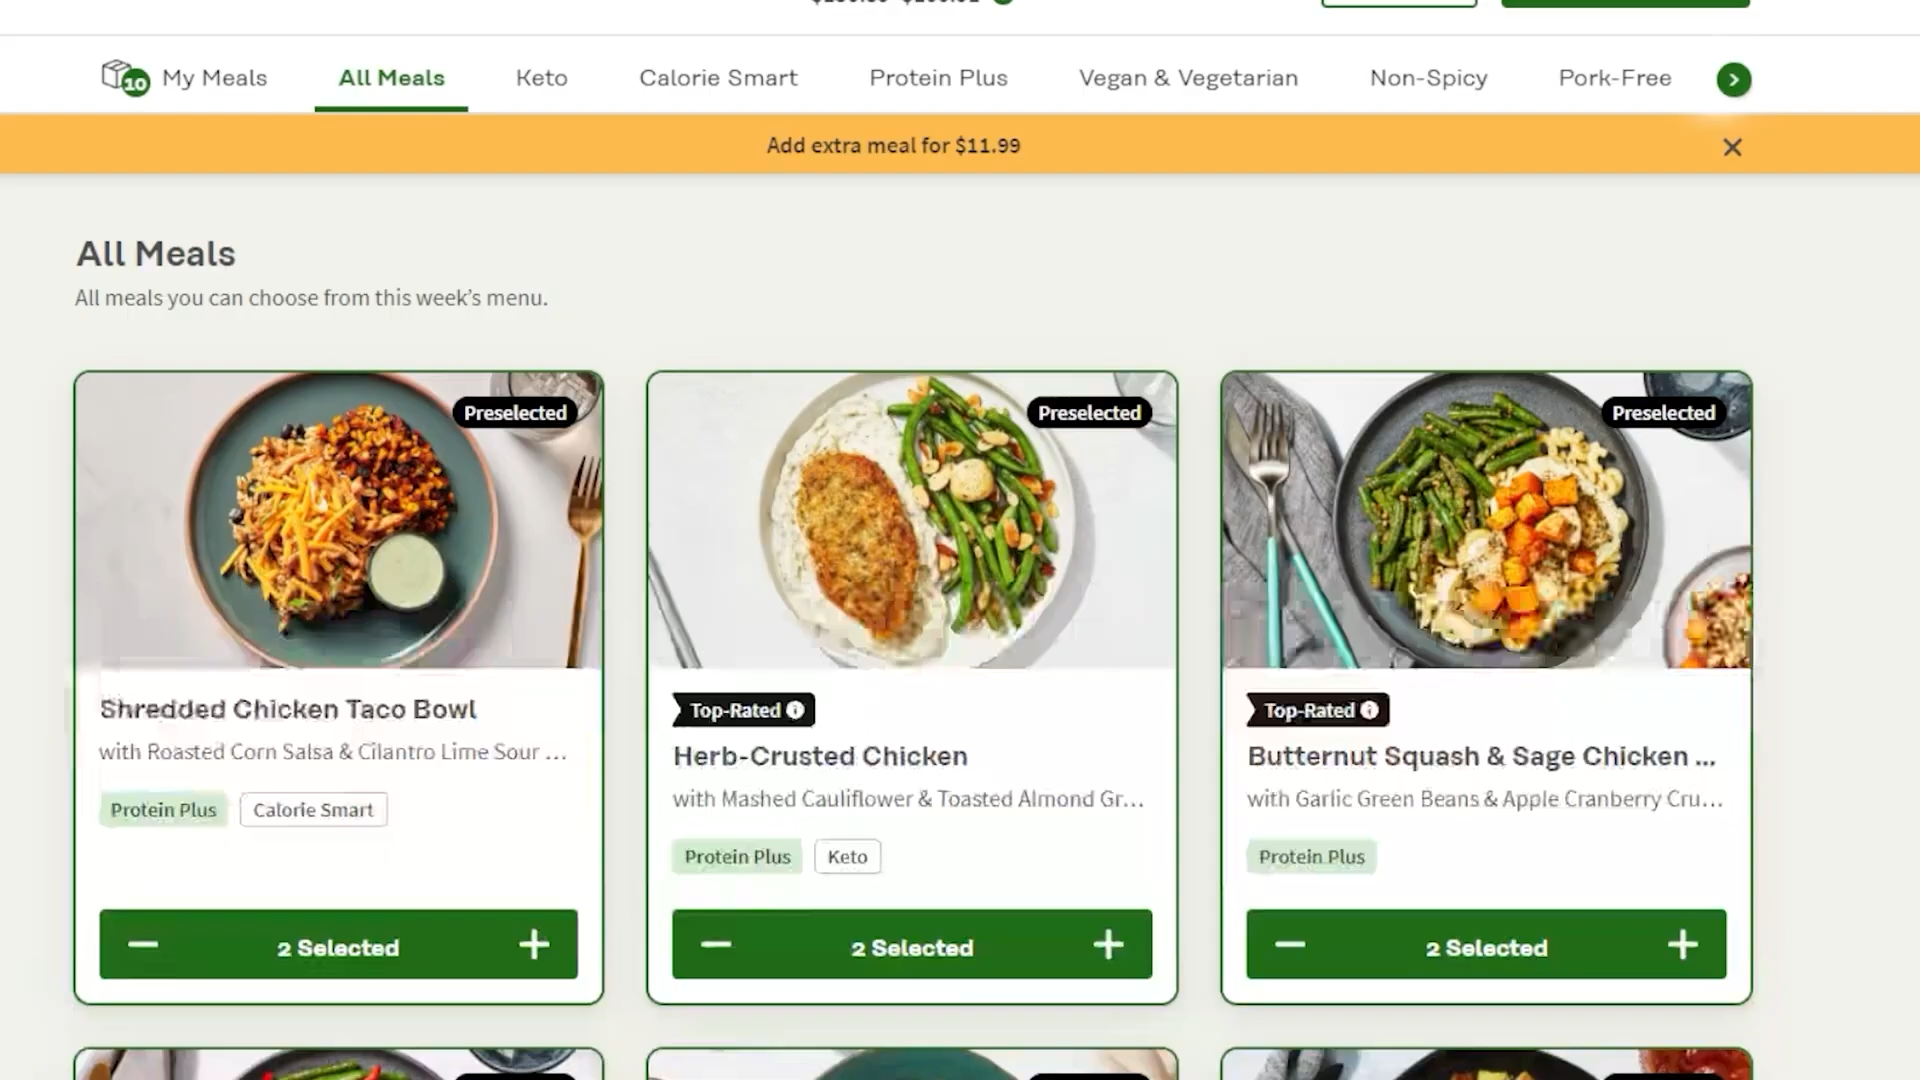 10 My Meals All Meals Keto Calorie Smart Protein Plus Vegan & Vegetarian Non-Spicy Pork-Free
Add extra meal for $11.99
All Meals
All meals you can choose from this week's menu.
Preselected Preselected Preselected
Shredded Chicken Taco Bowl
with Roasted Corn Salsa & Cilantro Lime Sour ...
Protein Plus Calorie Smart
2 Selected
Top-Rated
Herb-Crusted Chicken
with Mashed Cauliflower & Toasted Almond Gr...
Protein Plus Keto
2 Selected
Top-Rated
Butternut Squash & Sage Chicken ...
with Garlic Green Beans & Apple Cranberry Cru...
Protein Plus
2 Selected